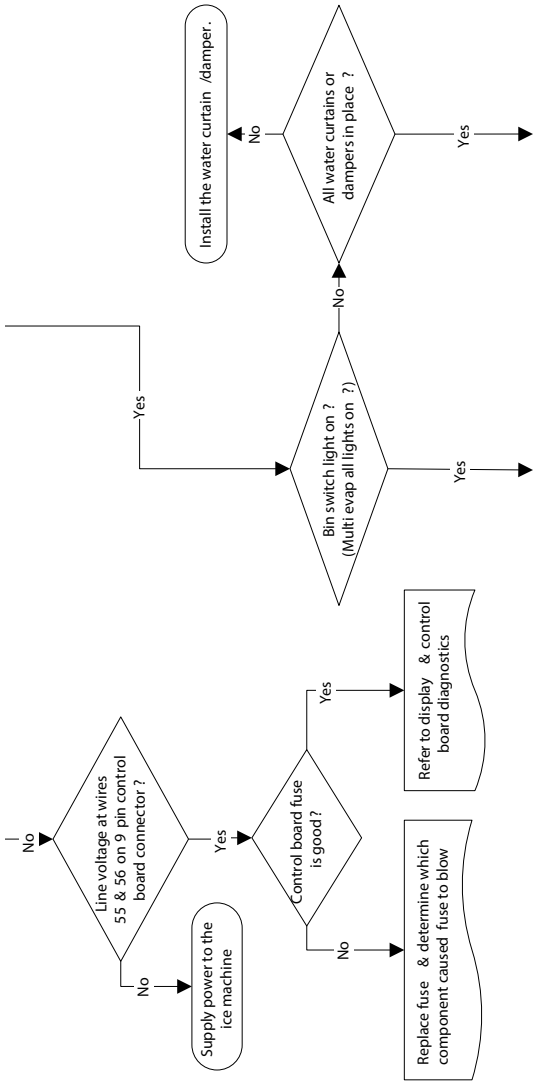 No
Line voltage at wires
55 & 56 on 9 pin control
board connector ?
No
Supply power to the
ice machine
Yes
Control board fuse
is good ?
No
Replace fuse & determine which
component caused fuse to blow
Yes
Refer to display & control
board diagnostics
Yes
Bin switch light on ?
(Multi evap all lights on ?)
Yes
No
All water curtains or
dampers in place ?
No
Install the water curtain /damper.
Yes